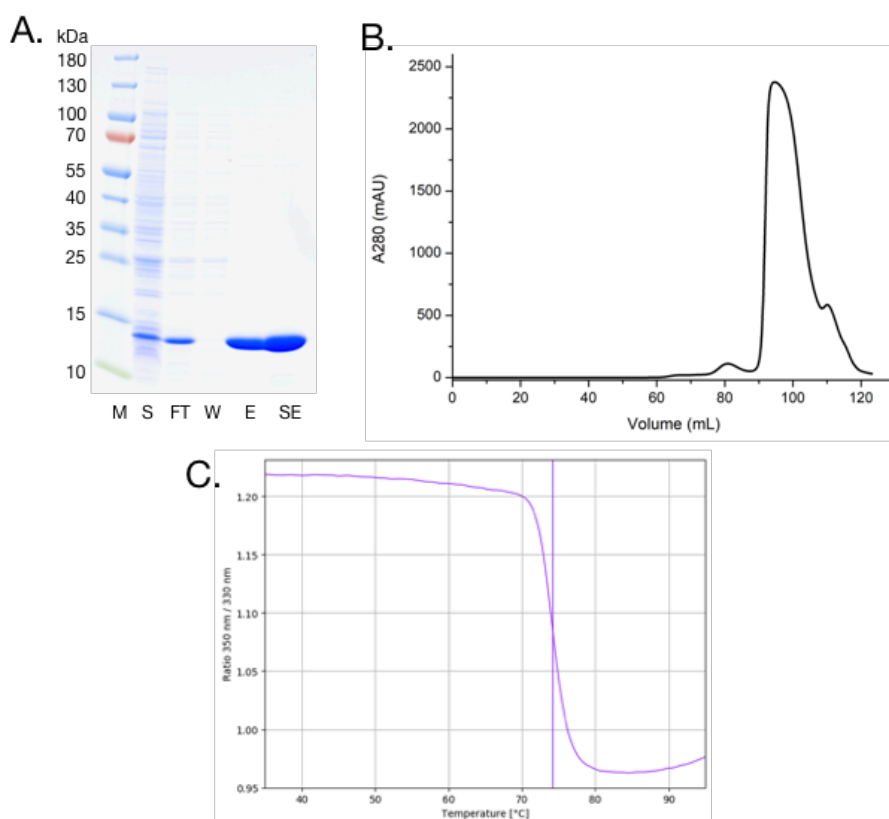 A.
kDa
180
130
100
70
55
40
35
25
15
10
M S FT W E SE
B.
2500
2000
1500
1000
500
0
A280 (mAU)
0 20 40 60 80 100 120
Volume (mL)
C.
1.20
1.15
1.10
1.05
1.00
0.95
Ratio 350 nm / 330 nm
40 50 60 70 80 90
Temperature [°C]